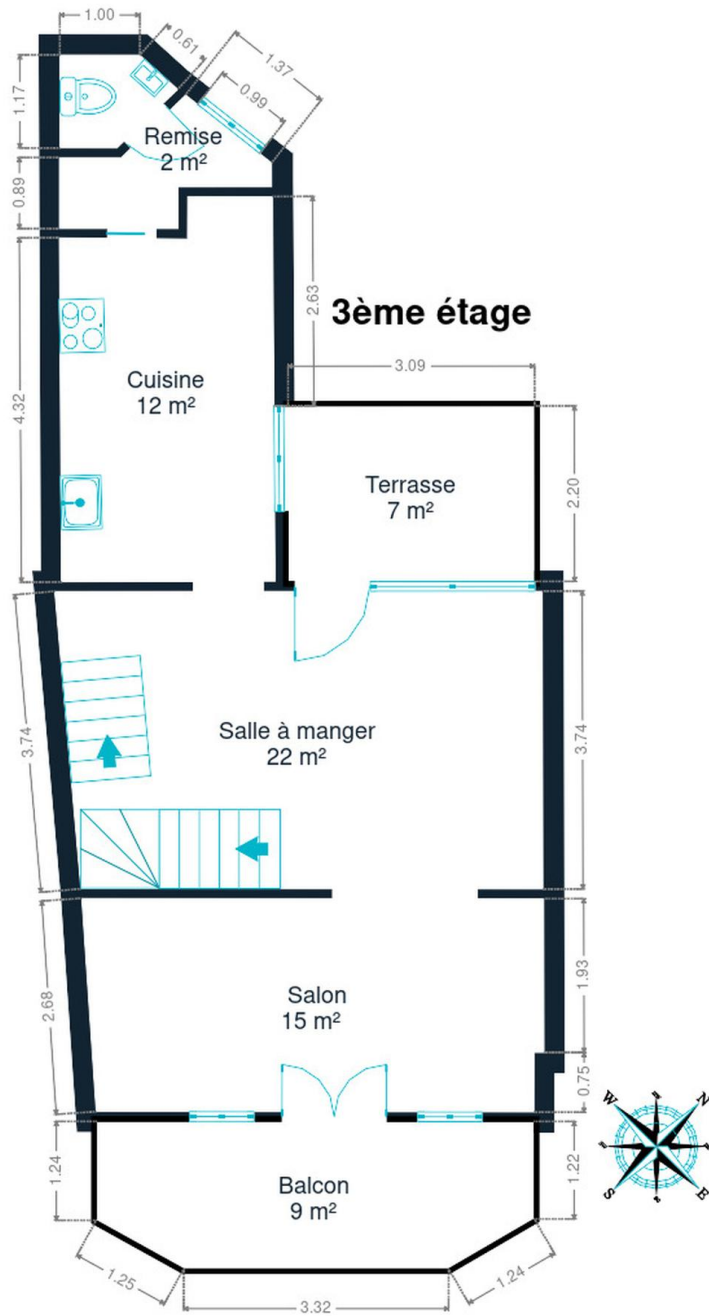 1.00
0.61
1.37
0.99
1.17
Remise
2 m²
0.89
2.63
3ème étage
3.09
Cuisine
12 m²
4.32
Terrasse
7 m²
2.20
3.74
Salle à manger
22 m²
3.74
2.68
Salon
15 m²
1.93
0.75
W
N
S
E
1.24
Balcon
9 m²
1.22
1.25
3.32
1.24